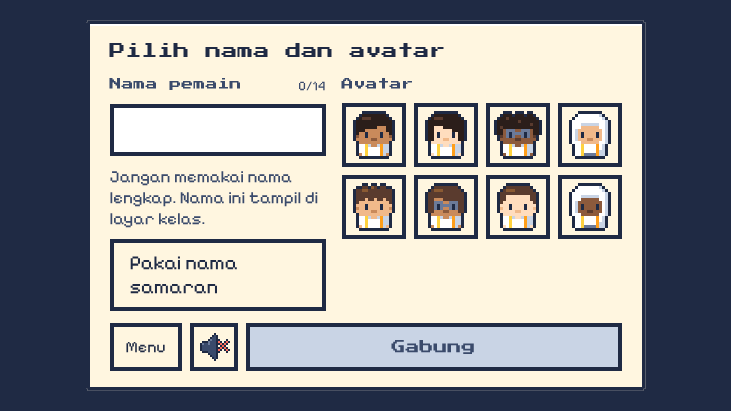 Pilih nama dan avatar
Nama pemain 0/14
Avatar
Jangan memakai nama
lengkap. Nama ini tampil di
layar kelas.
Pakai nama
samaran
Menu
Gabung